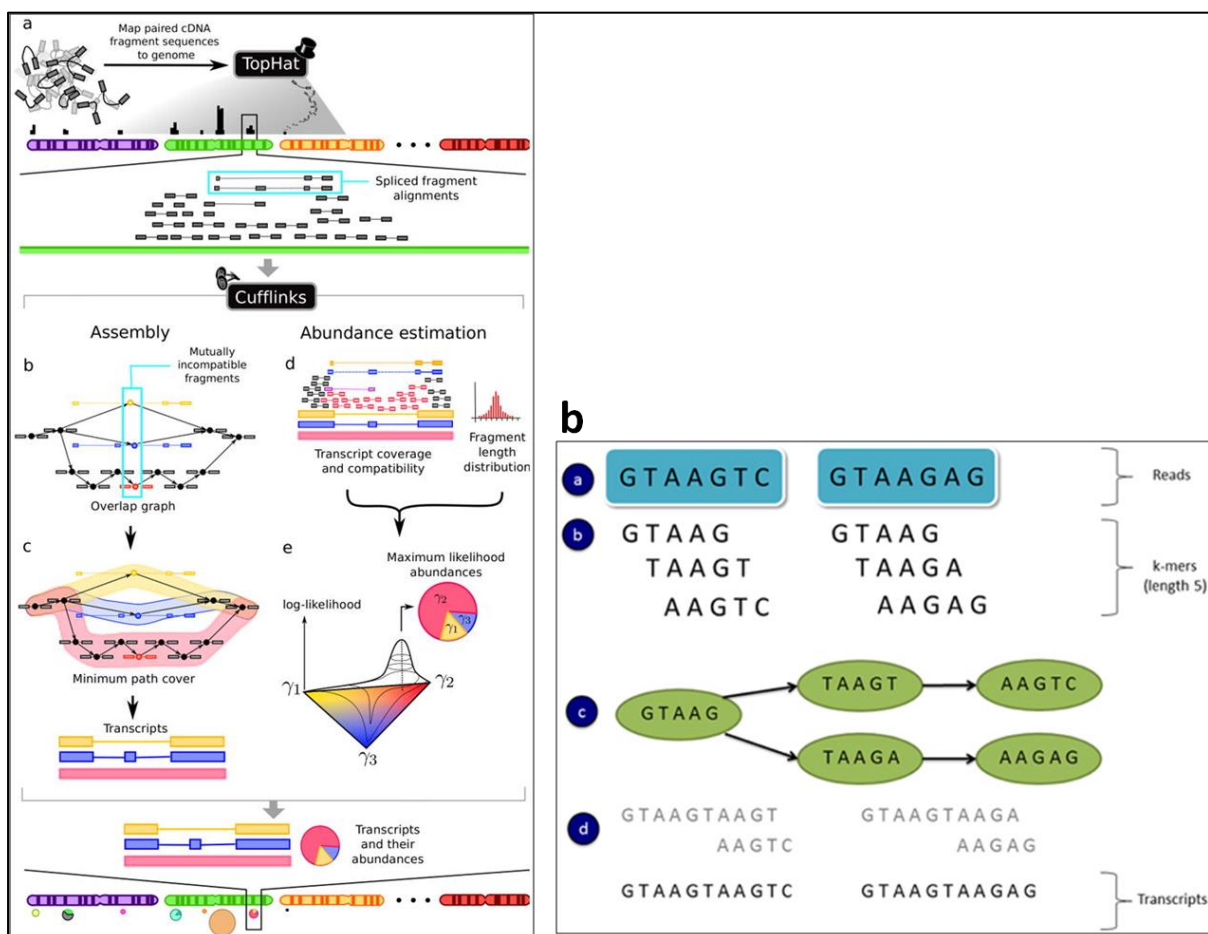 a
Map paired cDNA
fragment sequences
to genome
TopHat
Spliced fragment
alignments
Cufflinks
Assembly
Abundance estimation
b
Mutually
incompatible
fragments
Overlap graph
c
Minimum path cover
Transcripts
d
Transcript coverage
and compatibility
Fragment
length
distribution
e
Maximum likelihood
abundances
γ2
γ1
γ3
log-likelihood
γ1
γ2
γ3
Transcripts
and their
abundances
b
a
GTAAGTC GTAAGAG
Reads
b
GTAAG GTAAG
TAAGT TAAGA
AAGTC AAGAG
k-mers
(length 5)
c
GTAAG
TAAGT AAGTC
TAAGA AAGAG
d
GTAAGTAAGT GTAAGTAAGA
AAGTC AAGAG
GTAAGTAAGTC GTAAGTAAGAG
Transcripts